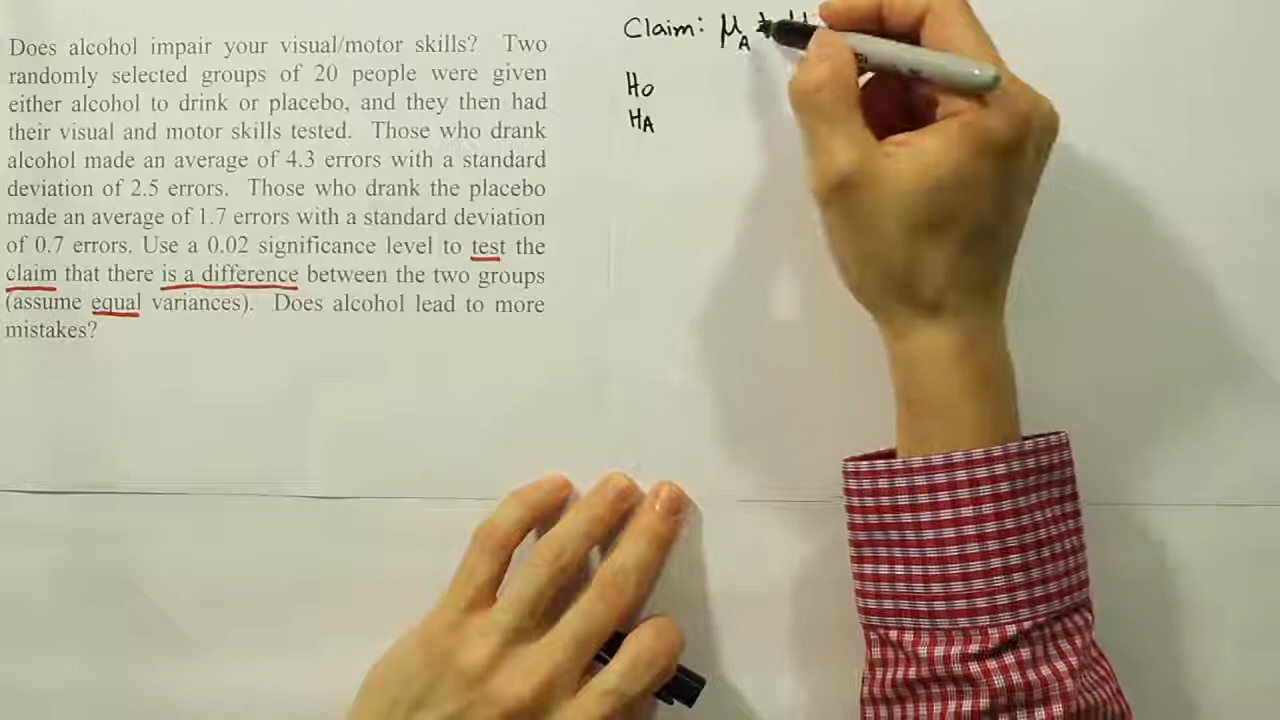 Does alcohol impair your visual/motor skills? Two
randomly selected groups of 20 people were given
either alcohol to drink or placebo, and they then had
their visual and motor skills tested. Those who drank
alcohol made an average of 4.3 errors with a standard
deviation of 2.5 errors. Those who drank the placebo
made an average of 1.7 errors with a standard deviation
of 0.7 errors. Use a 0.02 significance level to test the
claim that there is a difference between the two groups
(assume equal variances). Does alcohol lead to more
mistakes?
Claim: μA
Ho
HA